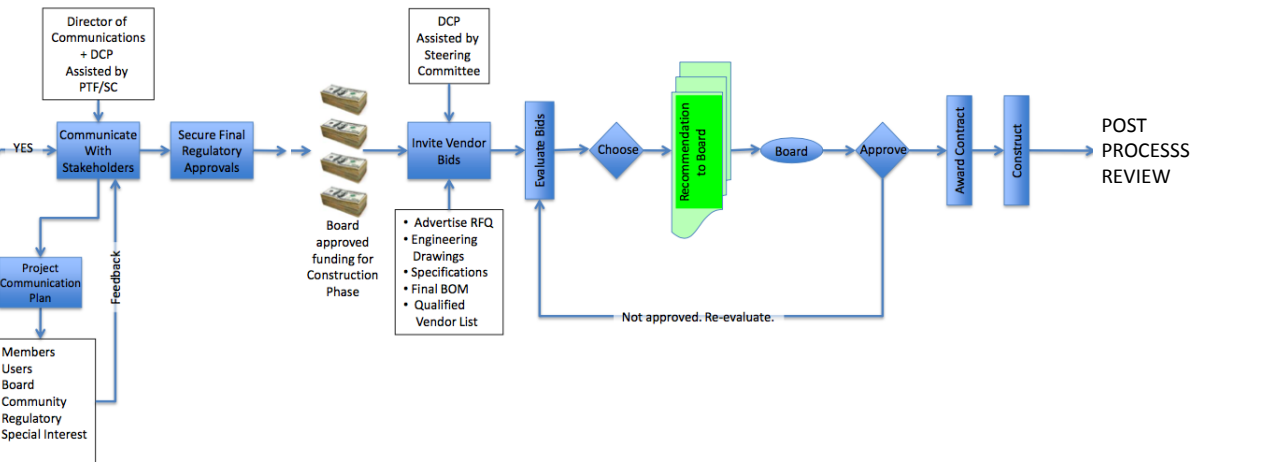 Director of
Communications
+ DCP
Assisted by
PTF/SC
YES
Communicate
With
Stakeholders
Secure Final
Regulatory
Approvals
Project
Communication
Plan
Feedback
Members
Users
Board
Community
Regulatory
Special Interest
Board
approved
funding for
Construction
Phase
DCP
Assisted by
Steering
Committee
Invite Vendor
Bids
• Advertise RFQ
• Engineering
Drawings
• Specifications
• Final BOM
• Qualified
Vendor List
Evaluate Bids
Choose
Recommendation
to Board
Board
Approve
Not approved. Re-evaluate.
Award Contract
Construct
POST
PROCESSS
REVIEW